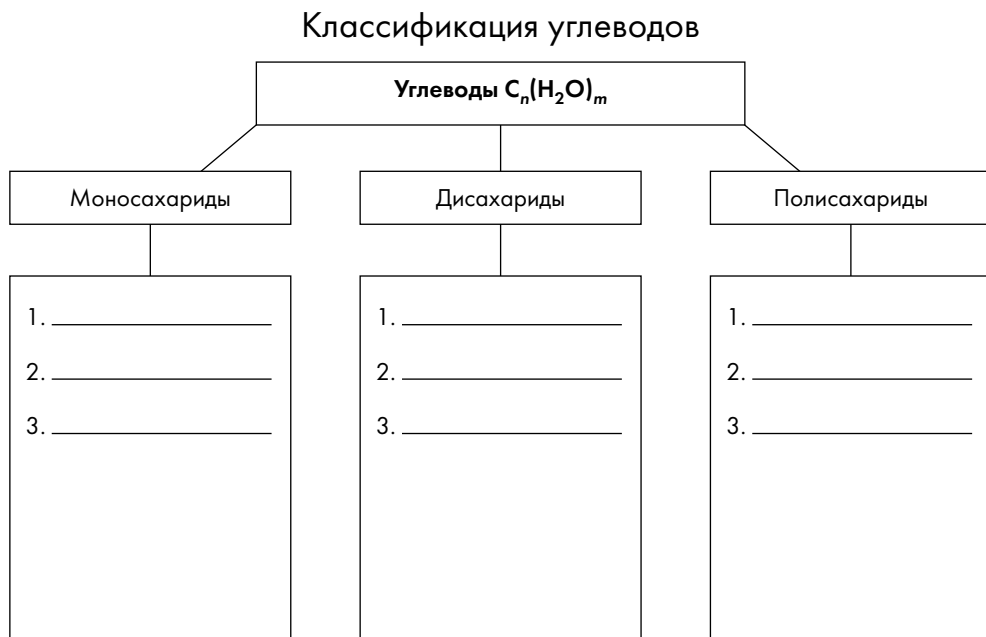 Классификация углеводов
Углеводы Cn(H2O)m
Моносахариды
Дисахариды
Полисахариды
1.
2.
3.
1.
2.
3.
1.
2.
3.